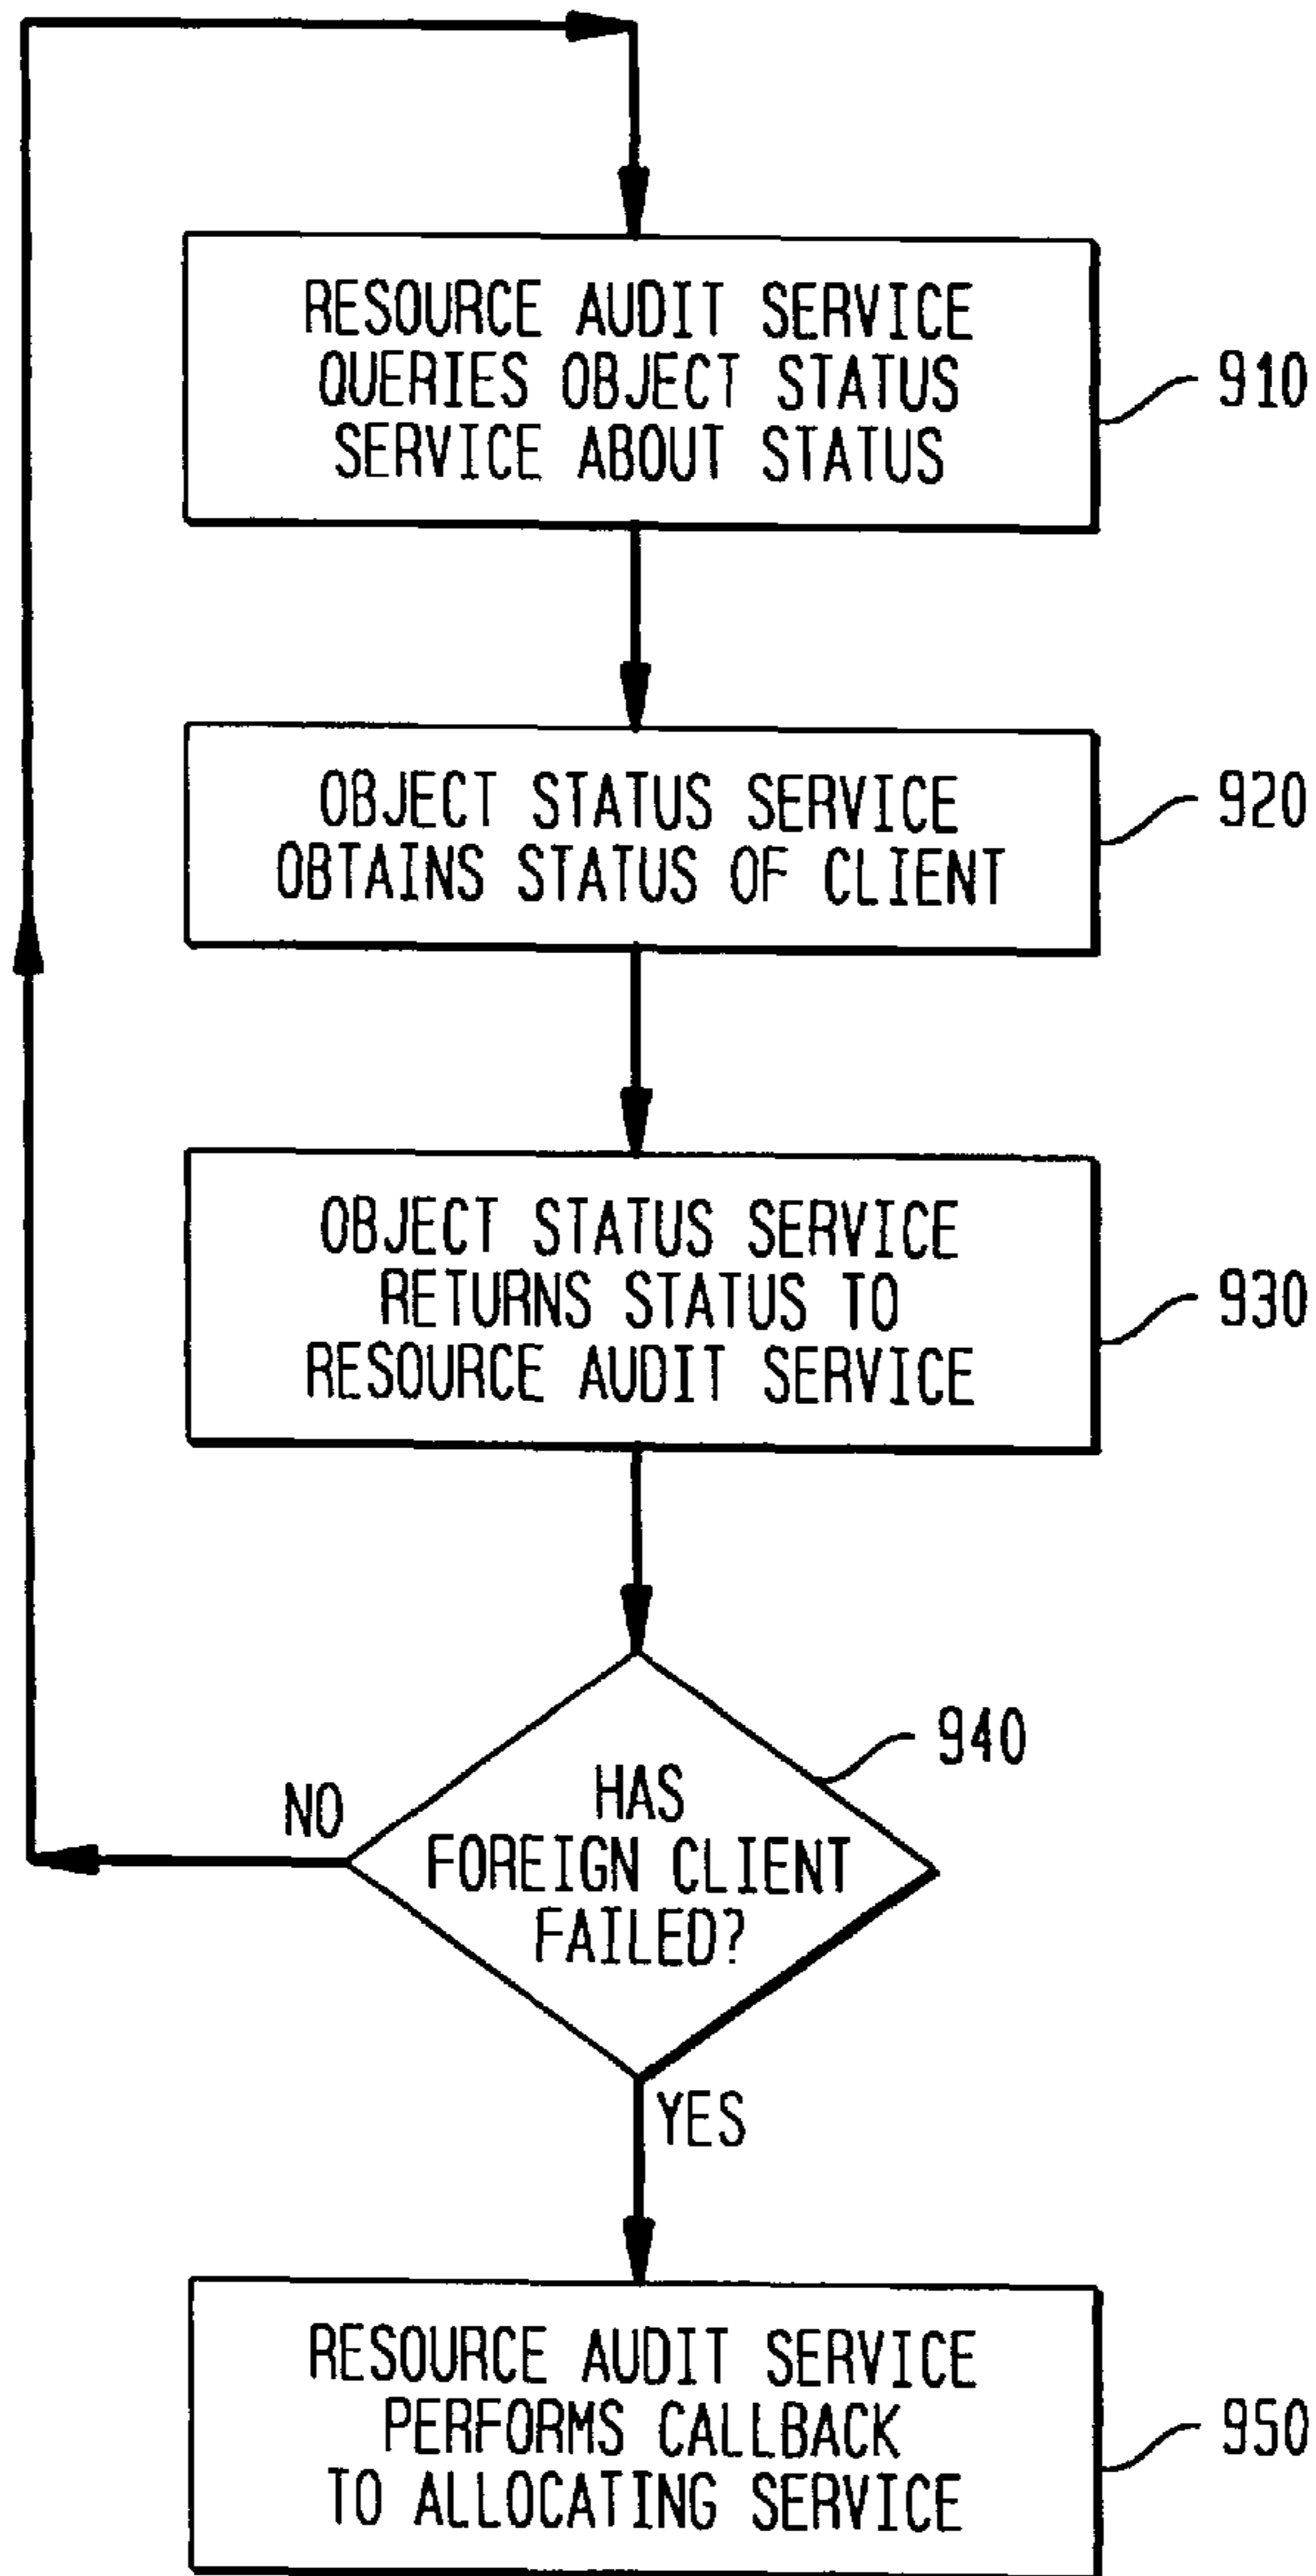 RESOURCE AUDIT SERVICE
QUERIES OBJECT STATUS
SERVICE ABOUT STATUS
910
OBJECT STATUS SERVICE
OBTAINS STATUS OF CLIENT
920
OBJECT STATUS SERVICE
RETURNS STATUS TO
RESOURCE AUDIT SERVICE
930
940
HAS
FOREIGN CLIENT
FAILED?
NO
YES
RESOURCE AUDIT SERVICE
PERFORMS CALLBACK
TO ALLOCATING SERVICE
950